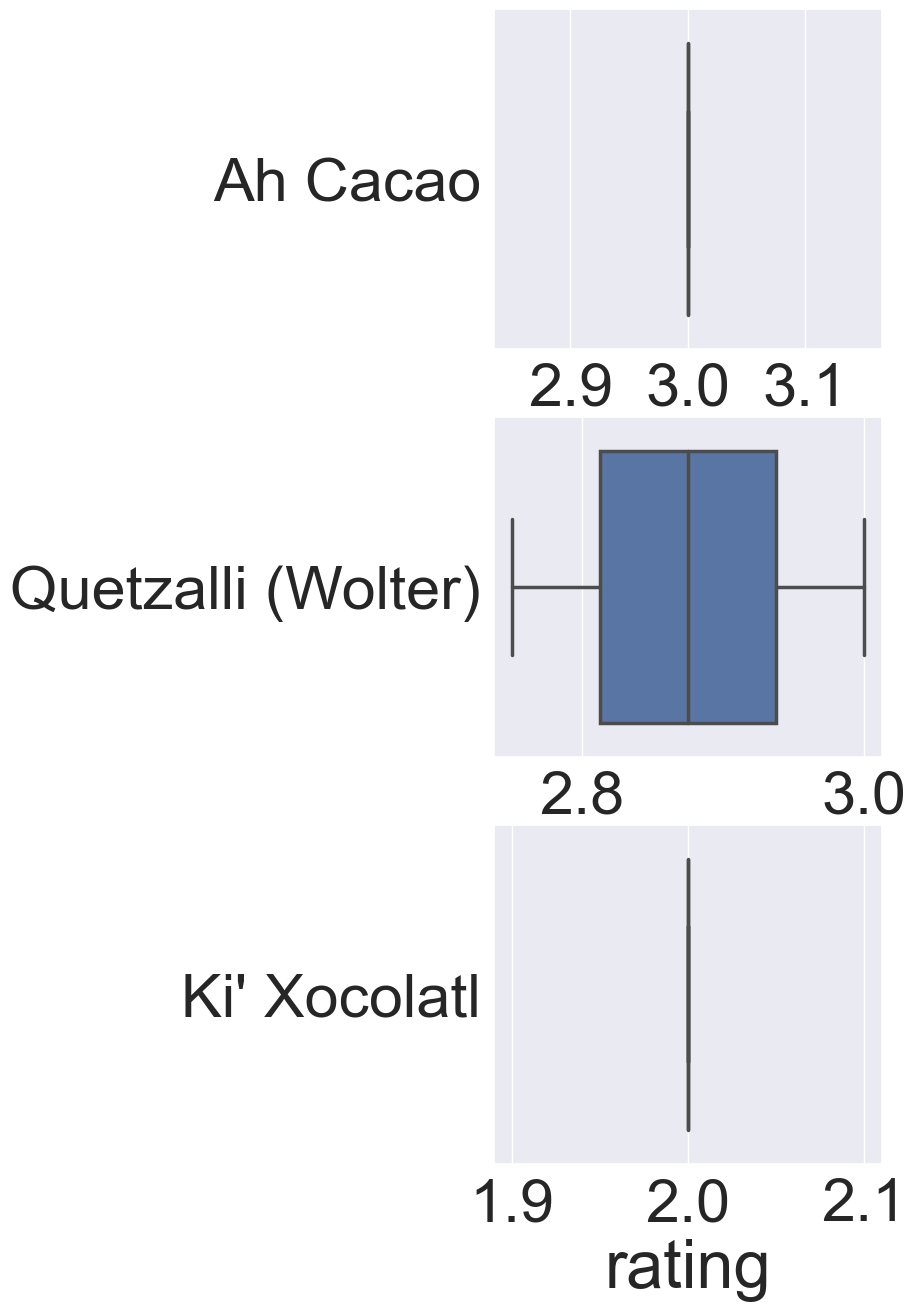 Ah Cacao
2.9 3.0 3.1
Quetzalli (Wolter)
2.8 3.0
Ki' Xocolatl
1.9 2.0 2.1
rating